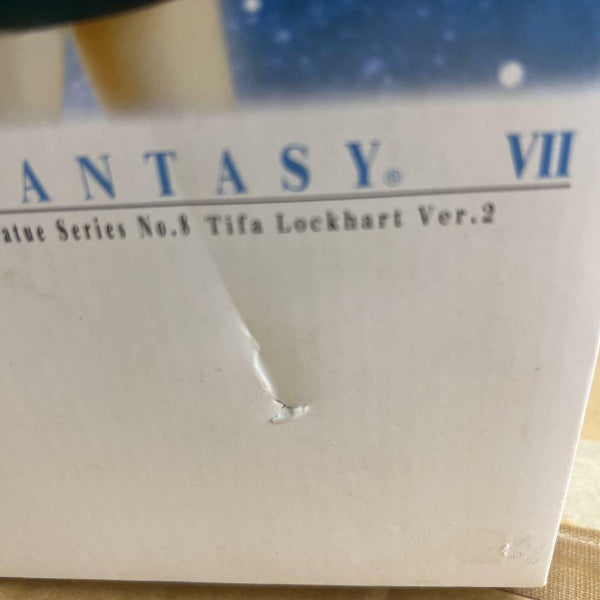 ANTASY® VII
atue Series No.8 Tifa Lockhart Ver.2